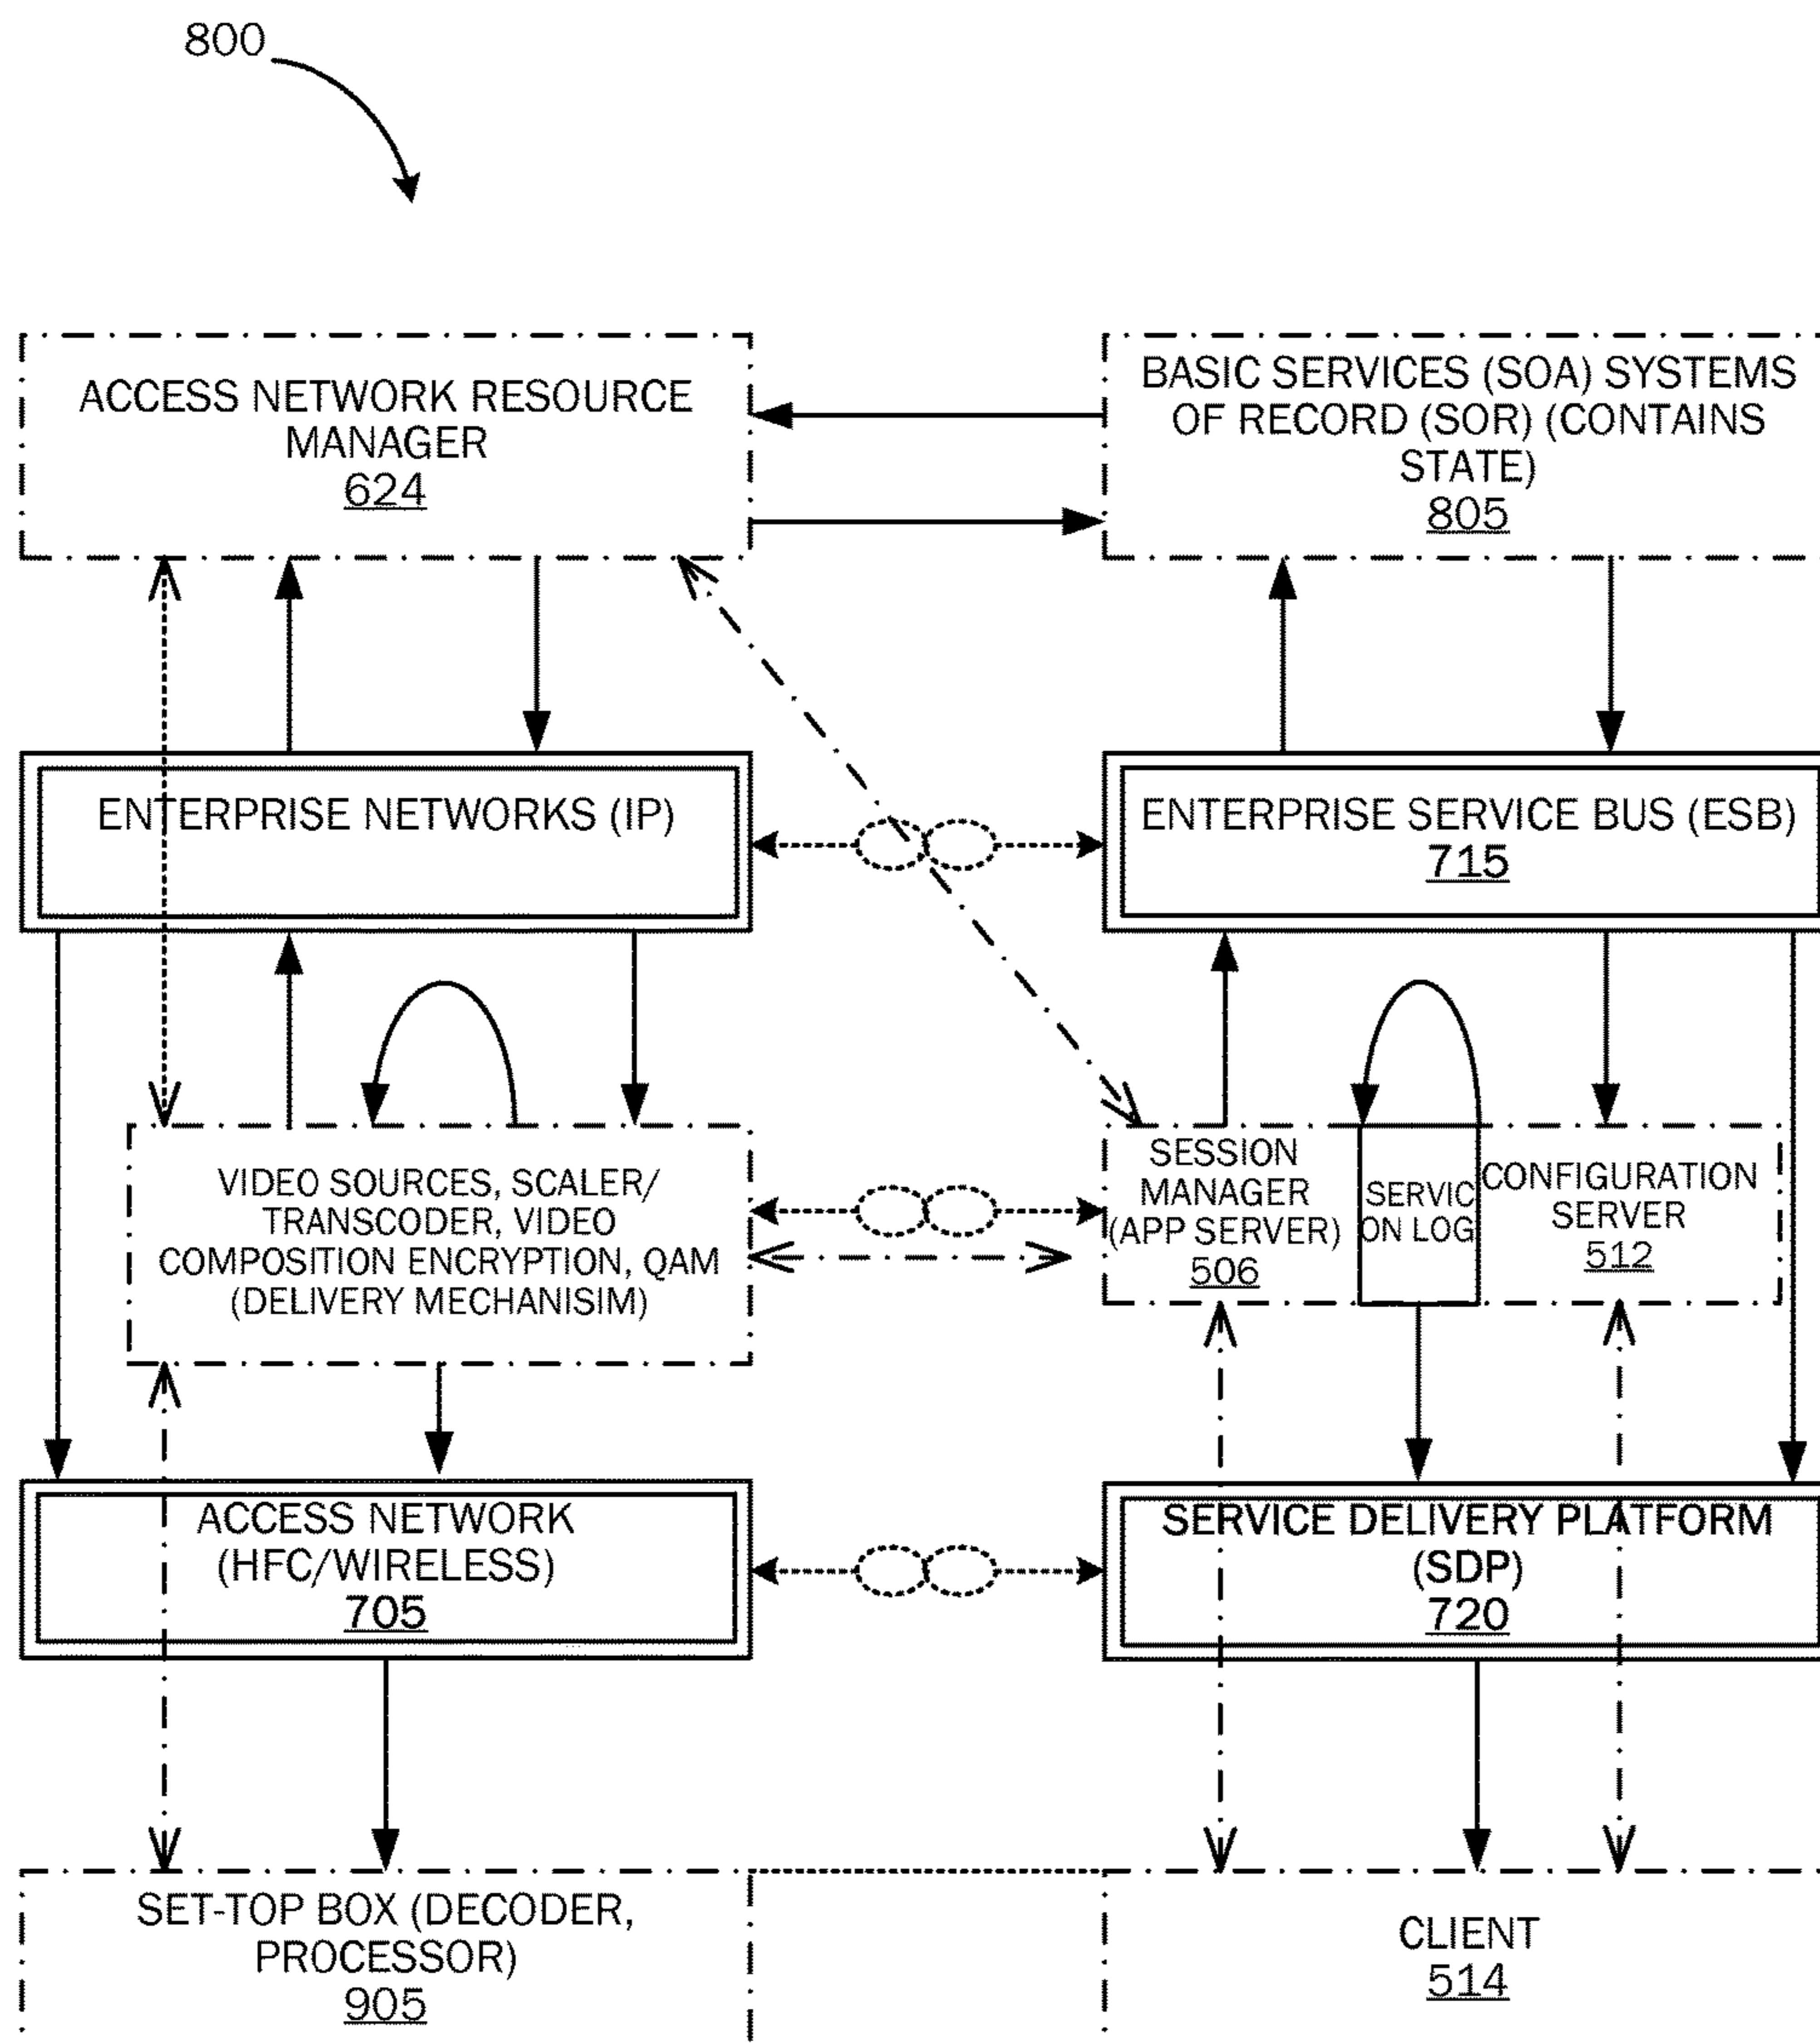 800
ACCESS NETWORK RESOURCE
MANAGER
624
BASIC SERVICES (SOA) SYSTEMS
OF RECORD (SOR) (CONTAINS
STATE)
805
ENTERPRISE NETWORKS (IP)
ENTERPRISE SERVICE BUS (ESB)
715
VIDEO SOURCES, SCALER/
TRANSCODER, VIDEO
COMPOSITION ENCRYPTION, QAM
(DELIVERY MECHANISIM)
SESSION
MANAGER
(APP SERVER)
506
SERVIC
ON LOG
CONFIGURATION
SERVER
512
ACCESS NETWORK
(HFC/WIRELESS)
705
SERVICE DELIVERY PLATFORM
(SDP)
720
SET-TOP BOX (DECODER,
PROCESSOR)
905
CLIENT
514